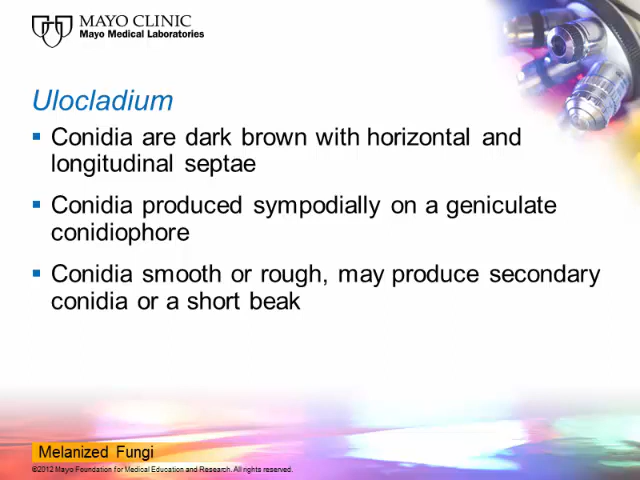 MAYO CLINIC
Mayo Medical Laboratories
Ulocladium
Conidia are dark brown with horizontal and
longitudinal septae
Conidia produced sympodially on a geniculate
conidiophore
Conidia smooth or rough, may produce secondary
conidia or a short beak
Melanized Fungi
©2012 Mayo Foundation for Medical Education and Research. All rights reserved.